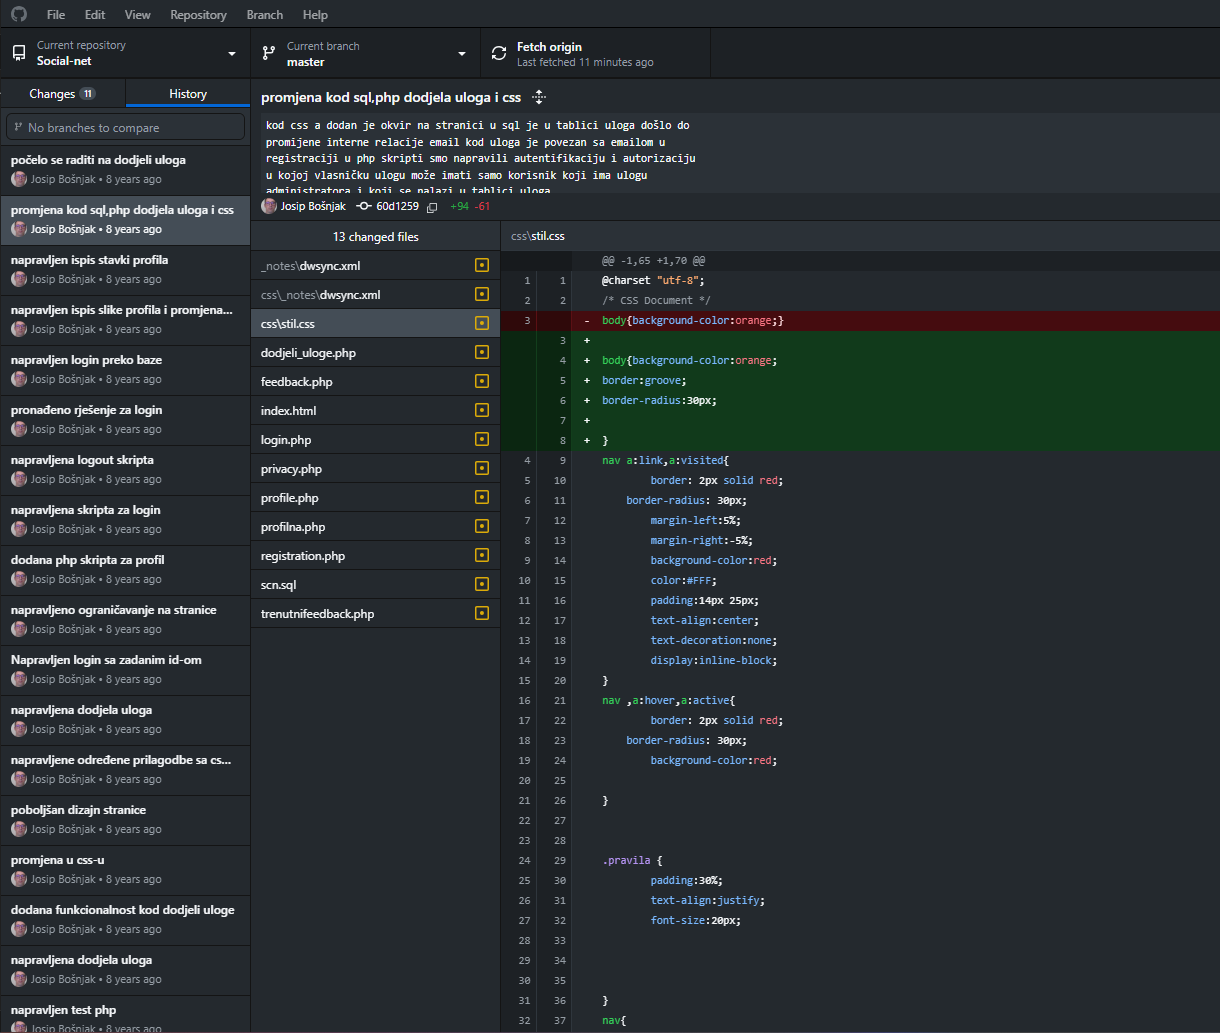 File Edit View Repository Branch Help
Current repository
Social-net
Current branch
master
Fetch origin
Last fetched 11 minutes ago
Changes 11
History
No branches to compare
počelo se raditi na dodjeli uloga
Josip Bošnjak • 8 years ago
promjena kod sql,php dodjela uloga i css
Josip Bošnjak • 8 years ago
napravljen ispis stavki profila
Josip Bošnjak • 8 years ago
napravljen ispis slike profila i promjena...
Josip Bošnjak • 8 years ago
napravljen login preko baze
Josip Bošnjak • 8 years ago
pronađeno rješenje za login
Josip Bošnjak • 8 years ago
napravljena logout skripta
Josip Bošnjak • 8 years ago
napravljena skripta za login
Josip Bošnjak • 8 years ago
dodana php skripta za profil
Josip Bošnjak • 8 years ago
napravljeno ograničavanje na stranice
Josip Bošnjak • 8 years ago
Napravljen login sa zadanim id-om
Josip Bošnjak • 8 years ago
napravljena dodjela uloga
Josip Bošnjak • 8 years ago
napravljene određene prilagodbe sa cs...
Josip Bošnjak • 8 years ago
poboljšan dizajn stranice
Josip Bošnjak • 8 years ago
promjena u css-u
Josip Bošnjak • 8 years ago
dodana funkcionalnost kod dodjeli uloge
Josip Bošnjak • 8 years ago
napravljena dodjela uloga
Josip Bošnjak • 8 years ago
napravljen test php
Josip Bošnjak • 8 years ago
promjena kod sql,php dodjela uloga i css
kod css a dodan je okvir na stranici u sql je u tablici uloga došlo do
promijene interne relacije email kod uloga je povezan sa emailom u
registraciji u php skripti smo napravili autentifikaciju i autorizaciju
u kojoj vlasničku ulogu može imati samo korisnik koji ima ulogu
administratora i koji se nalazi u tablici uloga
Josip Bošnjak 60d1259 +94 -61
13 changed files
_notes\dwsync.xml
css\_notes\dwsync.xml
css\stil.css
dodjeli_uloge.php
feedback.php
index.html
login.php
privacy.php
profile.php
profilna.php
registration.php
scn.sql
trenutnifeedback.php
css\stil.css
@@ -1,65 +1,70 @@
1 1 @charset "utf-8";
2 2 /* CSS Document */
3 - body{background-color:orange;}
3 +
4 + body{background-color:orange;
5 + border:groove;
6 + border-radius:30px;
7 +
8 + }
4 9 nav a:link,a:visited{
5 10 border: 2px solid red;
6 11 border-radius: 30px;
7 12 margin-left:5%;
8 13 margin-right:-5%;
9 14 background-color:red;
10 15 color:#FFF;
11 16 padding:14px 25px;
12 17 text-align:center;
13 18 text-decoration:none;
14 19 display:inline-block;
15 20 }
16 21 nav ,a:hover,a:active{
17 22 border: 2px solid red;
18 23 border-radius: 30px;
19 24 background-color:red;
20 25
21 26 }
22 27
23 28
24 29 .pravila {
25 30 padding:30%;
26 31 text-align:justify;
27 32 font-size:20px;
28 33
29 34
30 35
31 36 }
32 37 nav{